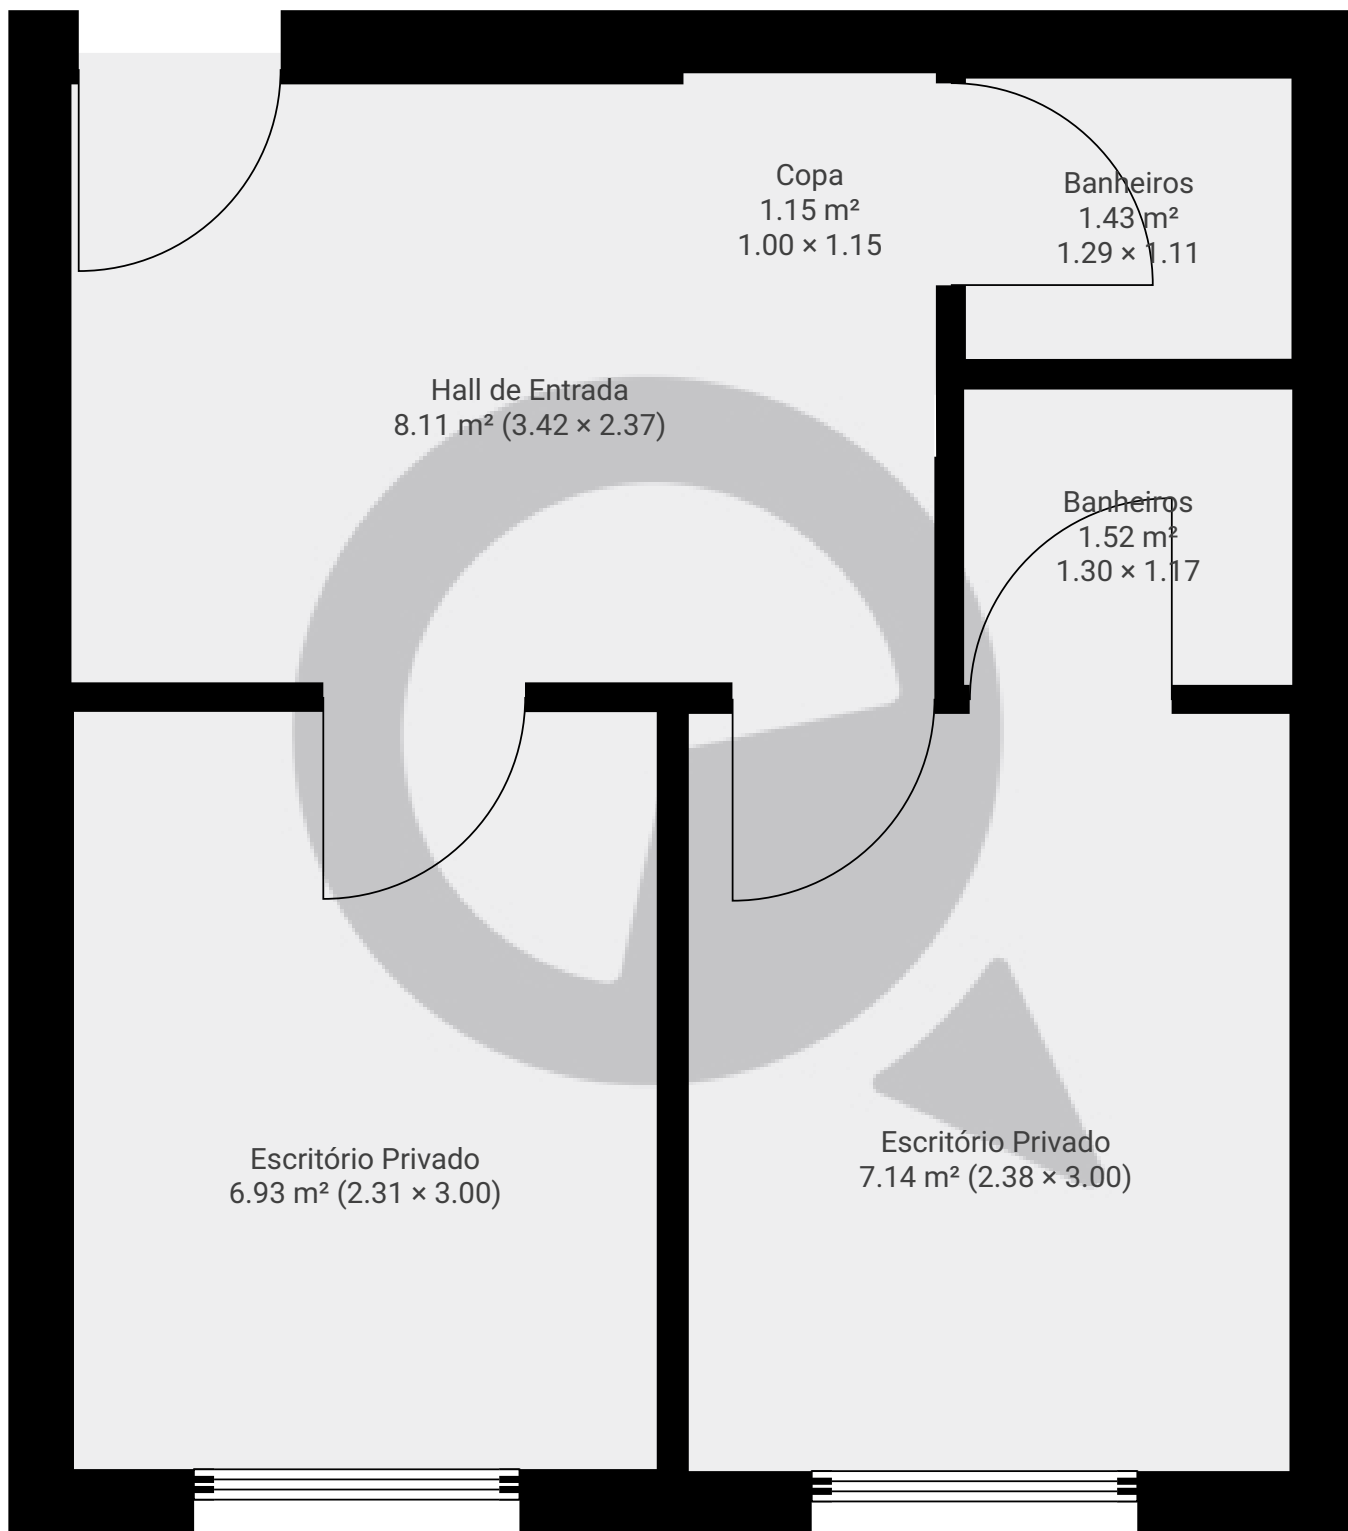 Copa
1.15 m²
1.00 × 1.15
Banheiros
1.43 m²
1.29 × 1.11
Hall de Entrada
8.11 m² (3.42 × 2.37)
Banheiros
1.52 m²
1.30 × 1.17
Escritório Privado
6.93 m² (2.31 × 3.00)
Escritório Privado
7.14 m² (2.38 × 3.00)